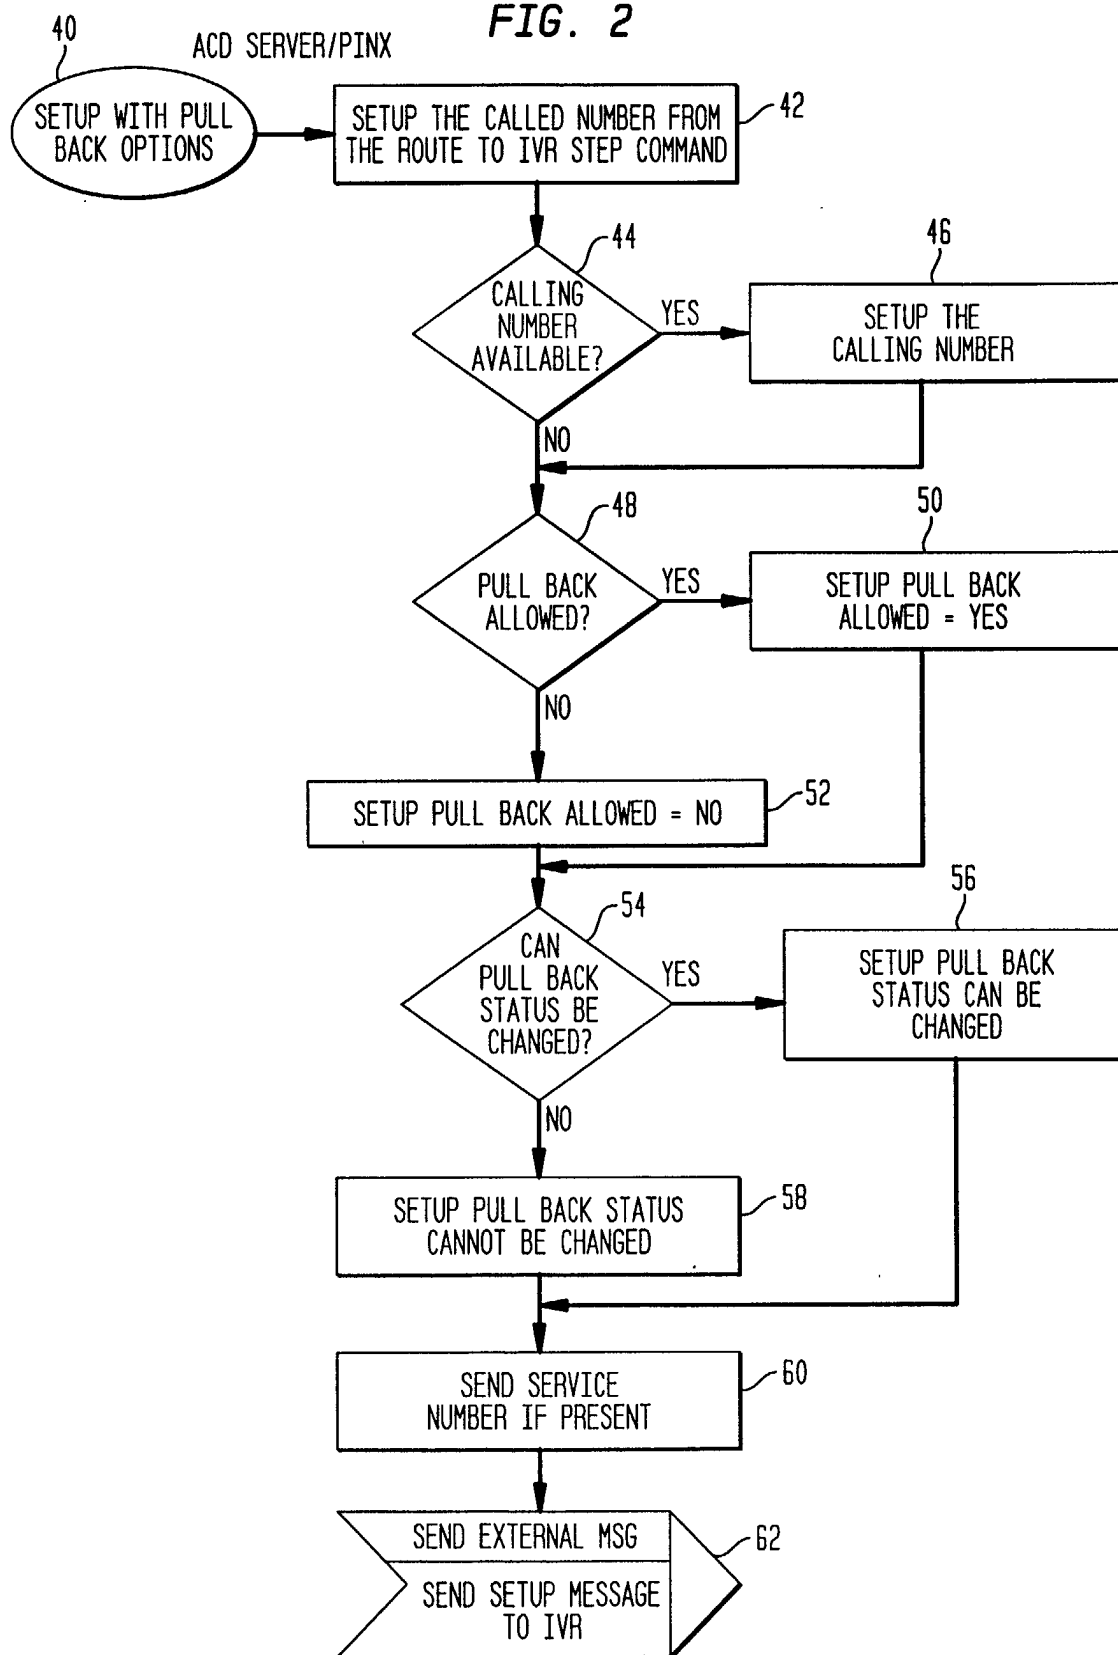 FIG. 2
40
ACD SERVER/PINX
SETUP WITH PULL
BACK OPTIONS
42
SETUP THE CALLED NUMBER FROM
THE ROUTE TO IVR STEP COMMAND
44
CALLING
NUMBER
AVAILABLE?
YES
46
SETUP THE
CALLING NUMBER
NO
48
PULL BACK
ALLOWED?
YES
50
SETUP PULL BACK
ALLOWED = YES
NO
52
SETUP PULL BACK ALLOWED = NO
54
CAN
PULL BACK
STATUS BE
CHANGED?
YES
56
SETUP PULL BACK
STATUS CAN BE
CHANGED
NO
58
SETUP PULL BACK STATUS
CANNOT BE CHANGED
60
SEND SERVICE
NUMBER IF PRESENT
62
SEND EXTERNAL MSG
SEND SETUP MESSAGE
TO IVR